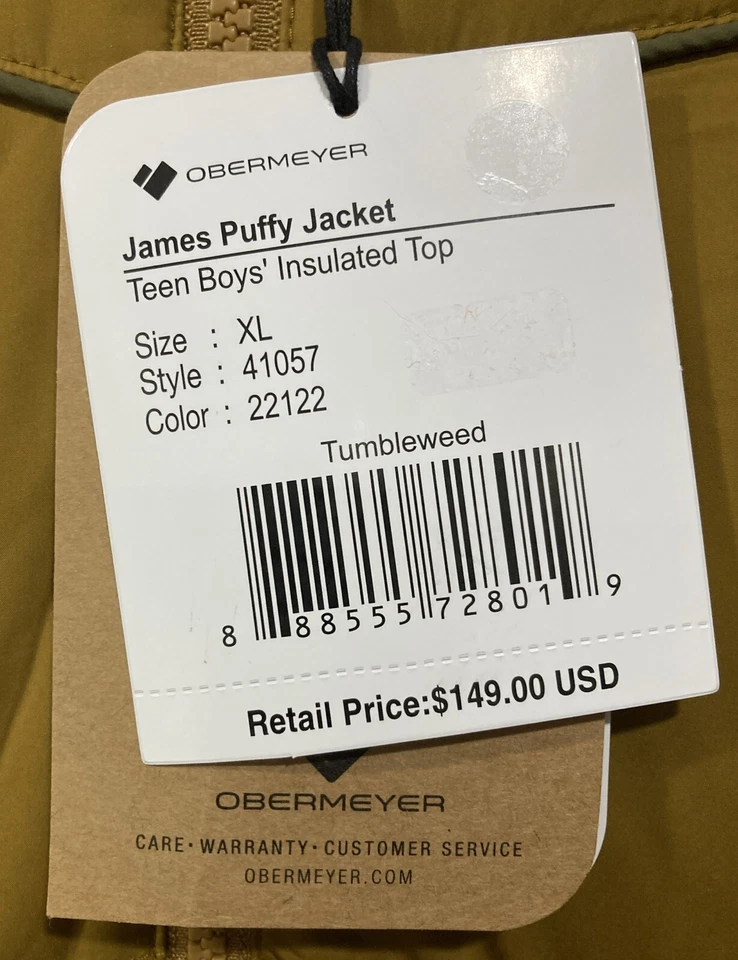 OBERMEYER
James Puffy Jacket
Teen Boys' Insulated Top
Size : XL
Style : 41057
Color : 22122
Tumbleweed
8 88555 72801 9
Retail Price:$149.00 USD
OBERMEYER
CARE • WARRANTY • CUSTOMER SERVICE
OBERMEYER.COM